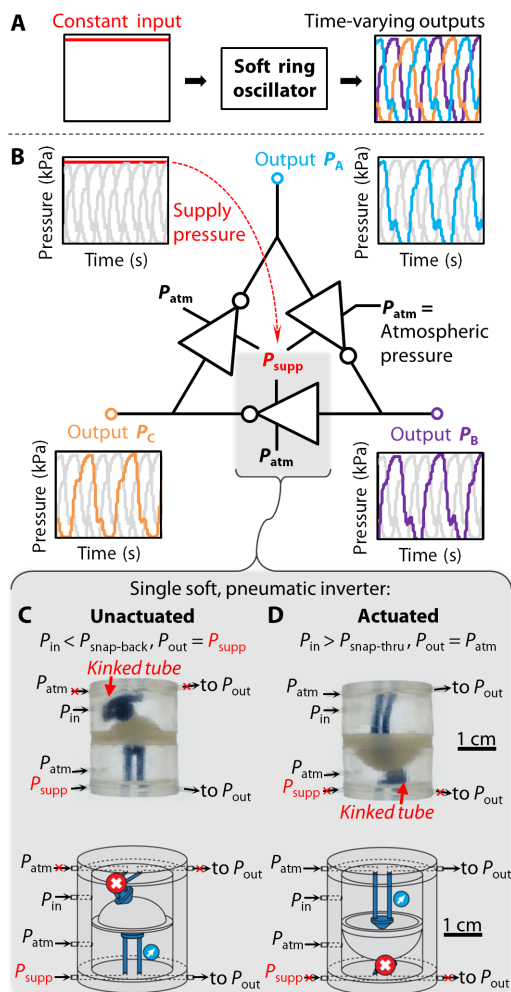 A
Constant input
Soft ring
oscillator
Time-varying outputs
B
Pressure (kPa)
Time (s)
Supply
pressure
Output PA
Pressure (kPa)
Time (s)
Patm
Patm =
Atmospheric
pressure
Psupp
Patm
Output PC
Pressure (kPa)
Time (s)
Output PB
Pressure (kPa)
Time (s)
Single soft, pneumatic inverter:
C
Unactuated
Pin < Psnap-back, Pout = Psupp
Kinked tube
Patm
to Pout
Pin
Patm
Psupp
to Pout
Patm
to Pout
Pin
Patm
Psupp
to Pout
D
Actuated
Pin > Psnap-thru, Pout = Patm
Patm
to Pout
Pin
1 cm
Patm
Psupp
to Pout
Kinked tube
Patm
to Pout
Pin
1 cm
Patm
Psupp
to Pout